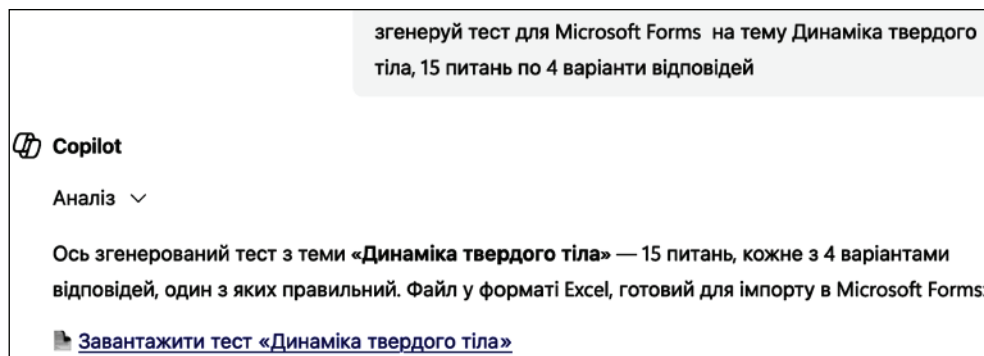 згенеруй тест для Microsoft Forms на тему Динаміка твердого
тіла, 15 питань по 4 варіанти відповідей
Copilot
Аналіз
Ось згенерований тест з теми «Динаміка твердого тіла» — 15 питань, кожне з 4 варіантами
відповідей, один з яких правильний. Файл у форматі Excel, готовий для імпорту в Microsoft Forms:
Завантажити тест «Динаміка твердого тіла»